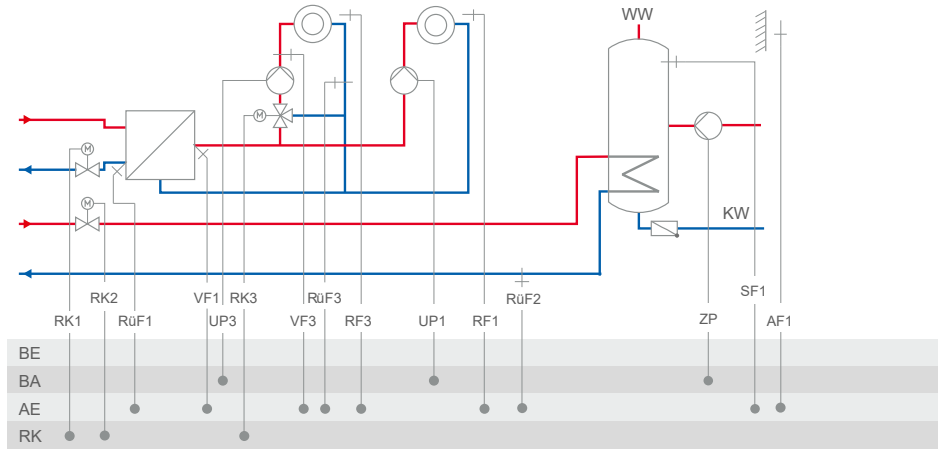 WW
M
M
M
KW
RK2
VF1
RK3
RüF3
RüF2
SF1
RK1
RüF1
UP3
VF3
RF3
UP1
RF1
ZP
AF1
BE
BA
AE
RK